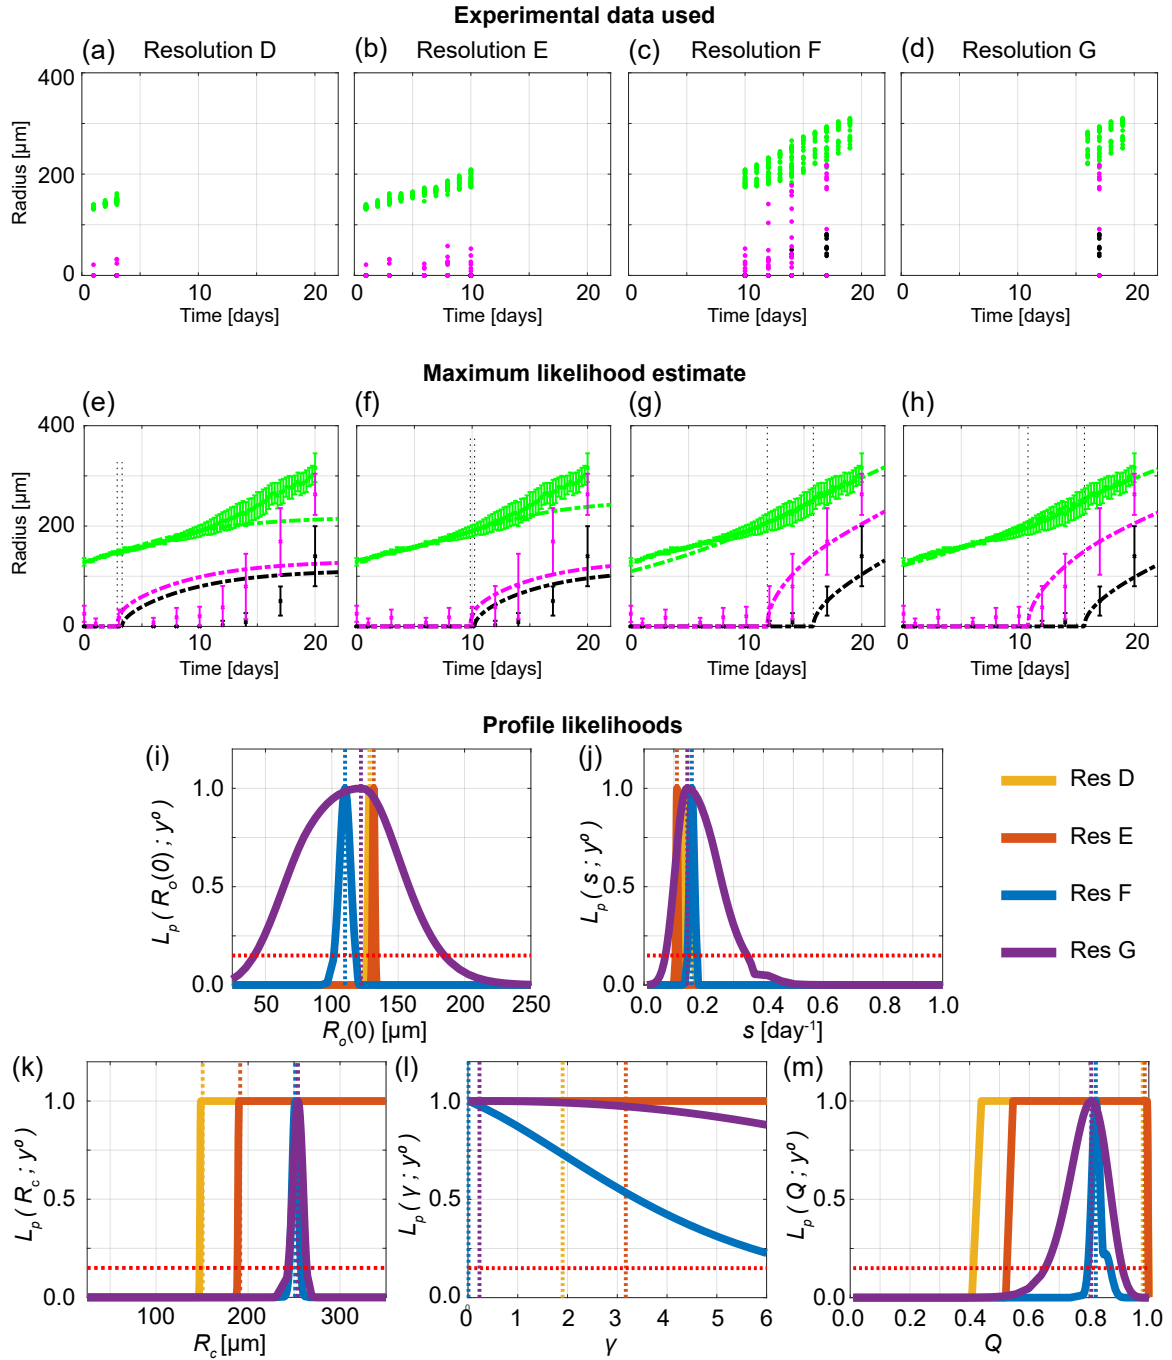 Experimental data used
(a) Resolution D
(b) Resolution E
(c) Resolution F
(d) Resolution G
Radius [µm]
400
200
0
0 10 20
0 10 20
0 10 20
0 10 20
Time [days]
Time [days]
Time [days]
Time [days]
Maximum likelihood estimate
(e)
(f)
(g)
(h)
Radius [µm]
400
200
0
0 10 20
0 10 20
0 10 20
0 10 20
Time [days]
Time [days]
Time [days]
Time [days]
Profile likelihoods
(i)
Lp ( Ro(0) ; yo )
1.0
0.5
0.0
50 100 150 200 250
Ro(0) [µm]
(j)
Lp ( s ; yo )
1.0
0.5
0.0
0.0 0.2 0.4 0.6 0.8 1.0
s [day-1]
Res D
Res E
Res F
Res G
(k)
Lp ( Rc ; yo )
1.0
0.5
0.0
100 200 300
Rc [µm]
(l)
Lp ( γ ; yo )
1.0
0.5
0.0
0 1 2 3 4 5 6
γ
(m)
Lp ( Q ; yo )
1.0
0.5
0.0
0.0 0.2 0.4 0.6 0.8 1.0
Q